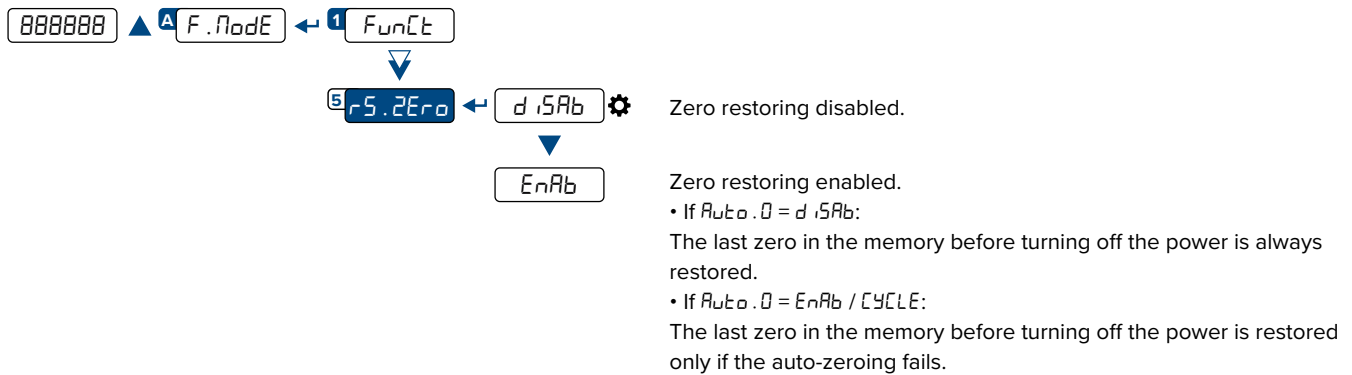 888888 A F.ModE 1 FunCt
5 rS.2Ero diSAb Zero restoring disabled.
EnAb Zero restoring enabled.
• If Auto.0 = diSAb:
The last zero in the memory before turning off the power is always
restored.
• If Auto.0 = EnAb / CYCLE:
The last zero in the memory before turning off the power is restored
only if the auto-zeroing fails.